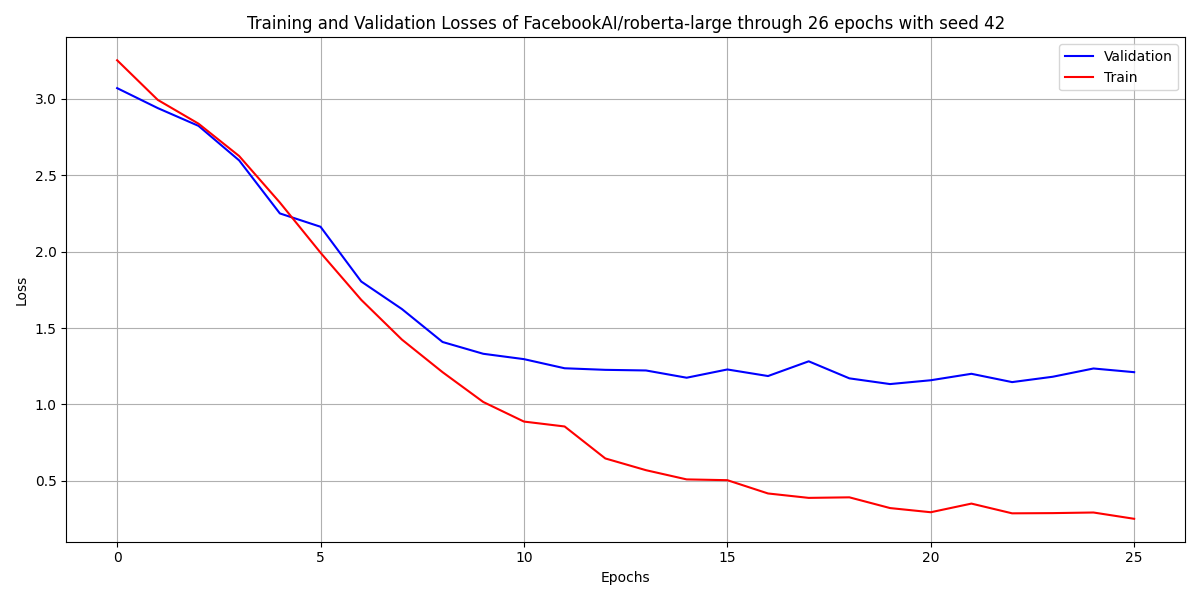 Training and Validation Losses of FacebookAI/roberta-large through 26 epochs with seed 42
Validation
Train
Loss
3.0
2.5
2.0
1.5
1.0
0.5
0 5 10 15 20 25
Epochs